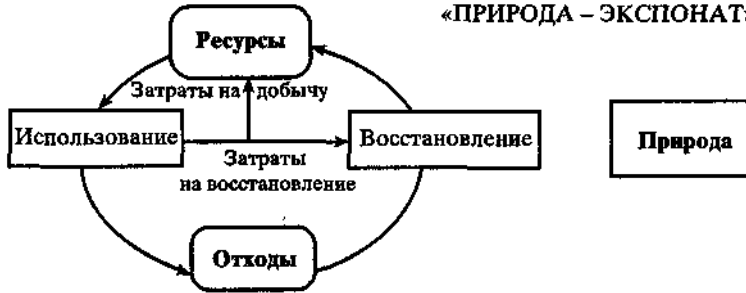 «ПРИРОДА – ЭКСПОНАТ»
Ресурсы
Затраты на добычу
Использование
Восстановление
Природа
Затраты
на восстановление
Отходы